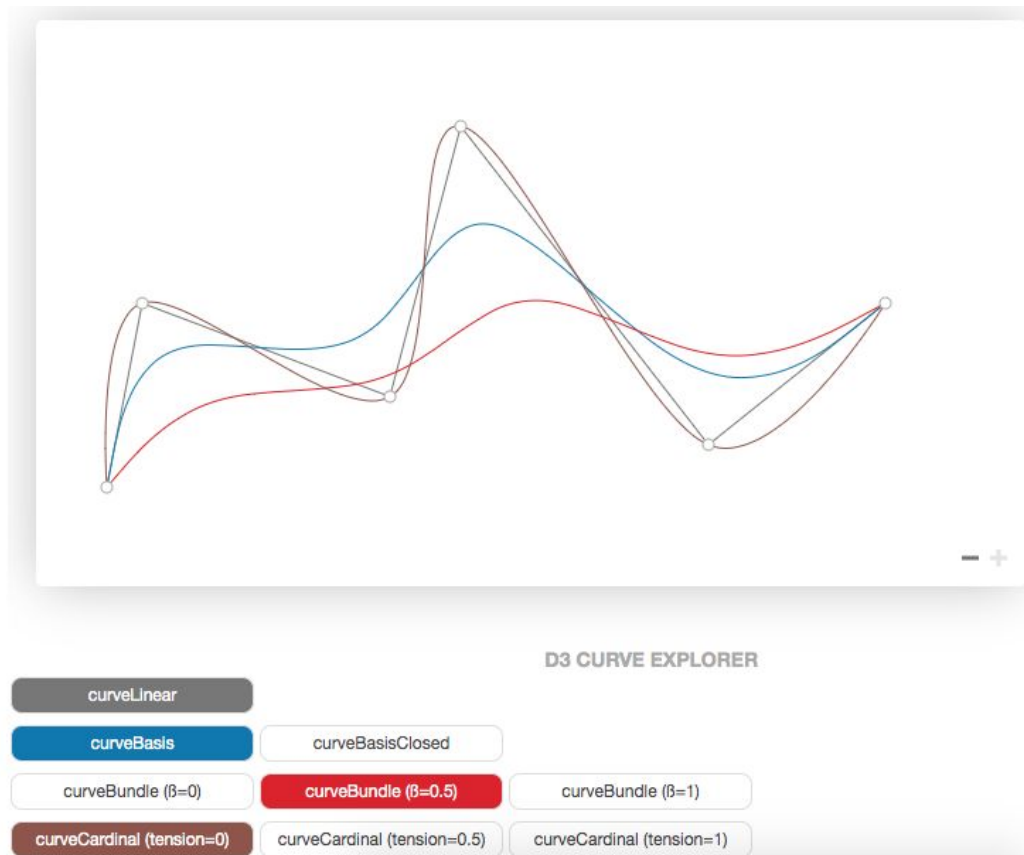 D3 CURVE EXPLORER
curveLinear
curveBasis curveBasisClosed
curveBundle (ß=0) curveBundle (ß=0.5) curveBundle (ß=1)
curveCardinal (tension=0) curveCardinal (tension=0.5) curveCardinal (tension=1)